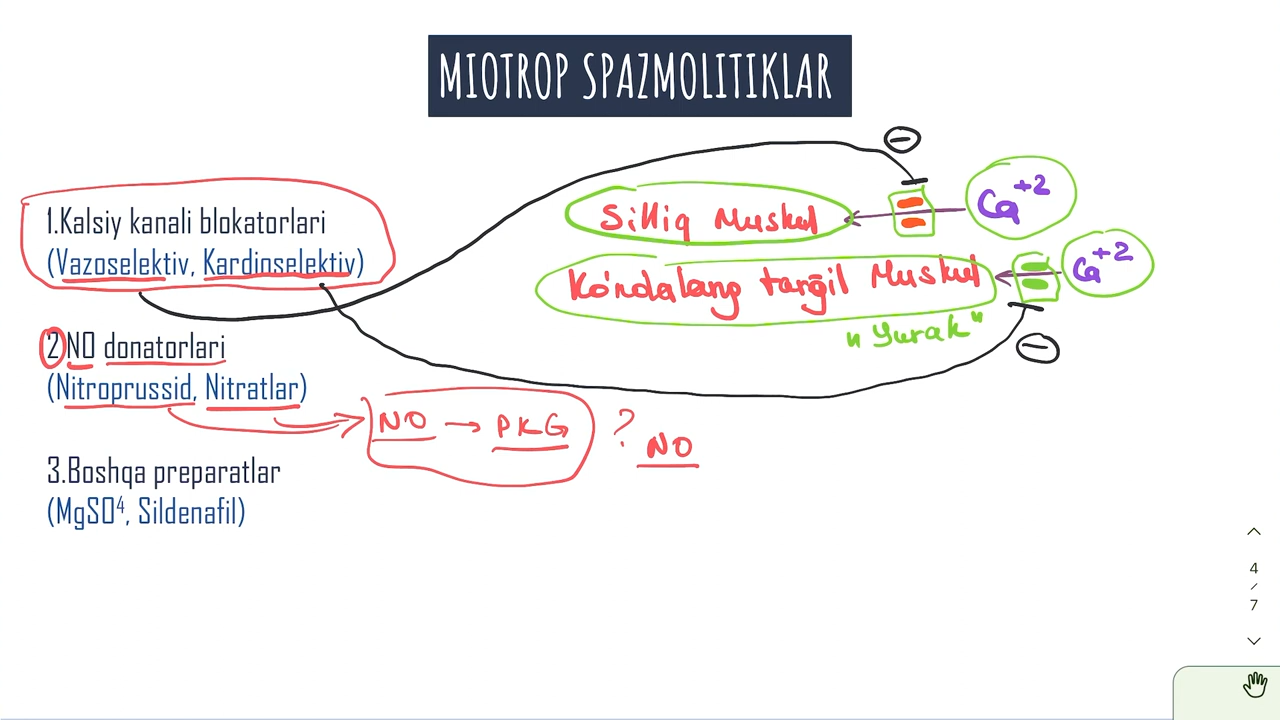 MIOTROP SPAZMOLITIKLAR
1.Kalsiy kanali blokatorlari
(Vazoselektiv, Kardioselektiv)
2 NO donatorlari
(Nitroprussid, Nitratlar)
3.Boshqa preparatlar
(MgSO⁴, Sildenafil)
Silliq Muskul
Ca⁺²
Ko'ndalang targ'il Muskul
Ca⁺²
"Yurak"
NO → PKG ?
NO
4
/
7